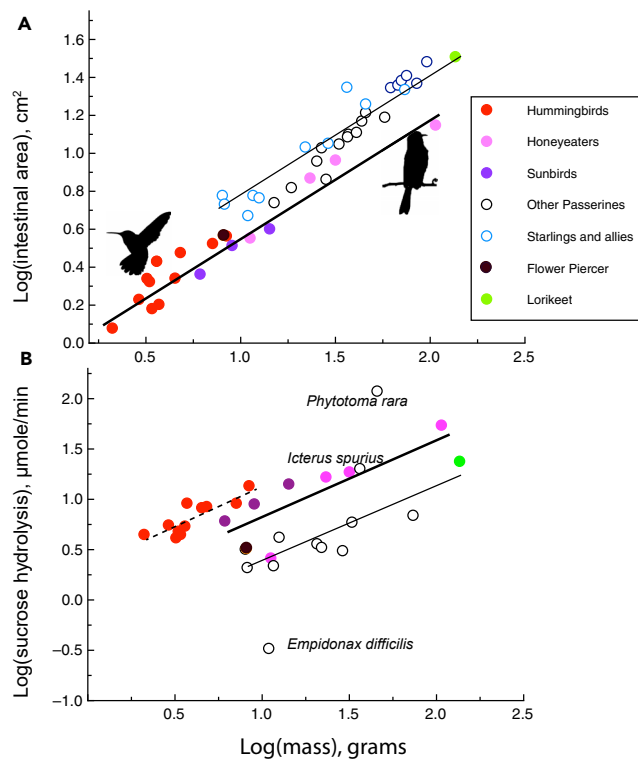 A
Log(intestinal area), cm²
1.6
1.4
1.2
1.0
0.8
0.6
0.4
0.2
0.0
0.5
1.0
1.5
2.0
2.5
Hummingbirds
Honeyeaters
Sunbirds
Other Passerines
Starlings and allies
Flower Piercer
Lorikeet
B
Log(sucrose hydrolysis), µmole/min
2.0
1.5
1.0
0.5
0.0
−0.5
−1.0
Phytotoma rara
Icterus spurius
Empidonax difficilis
0.5
1.0
1.5
2.0
2.5
Log(mass), grams